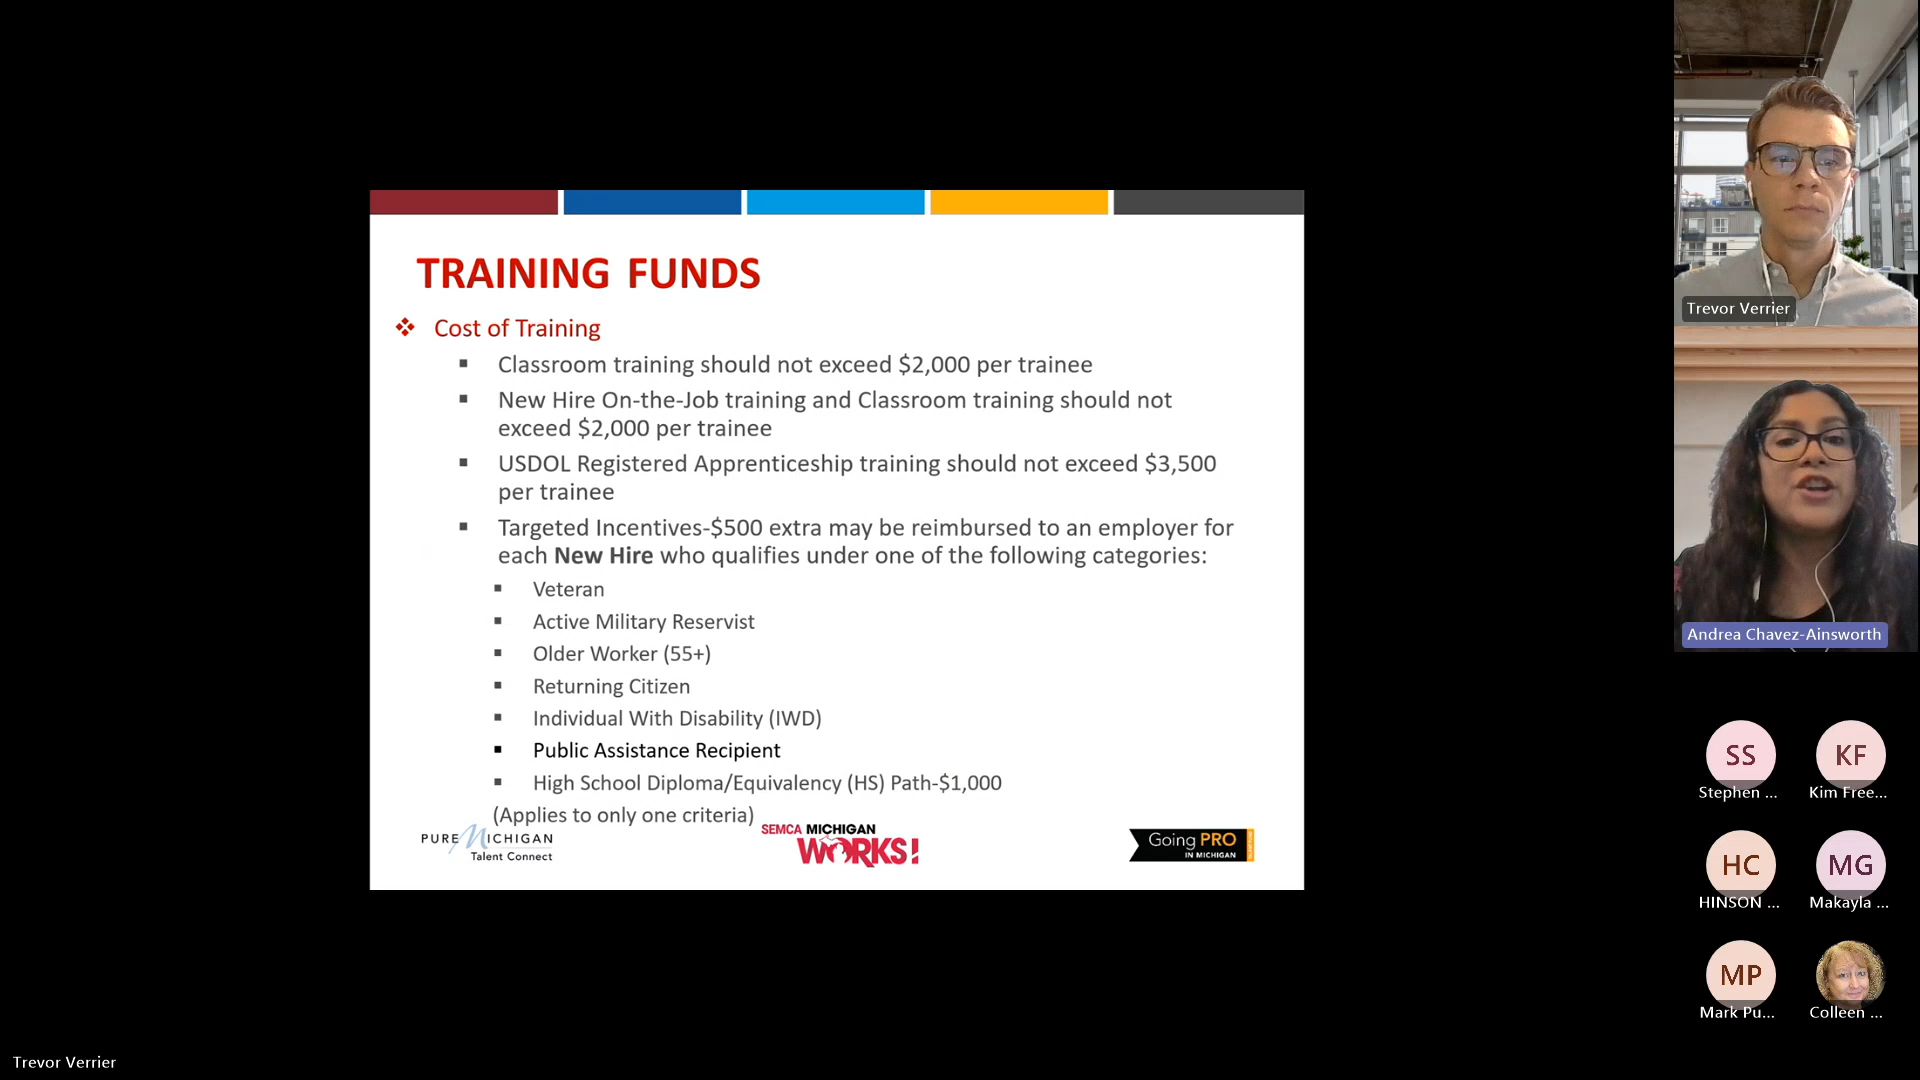 TRAINING FUNDS
Cost of Training
Classroom training should not exceed $2,000 per trainee
New Hire On-the-Job training and Classroom training should not
exceed $2,000 per trainee
USDOL Registered Apprenticeship training should not exceed $3,500
per trainee
Targeted Incentives-$500 extra may be reimbursed to an employer for
each New Hire who qualifies under one of the following categories:
Veteran
Active Military Reservist
Older Worker (55+)
Returning Citizen
Individual With Disability (IWD)
Public Assistance Recipient
High School Diploma/Equivalency (HS) Path-$1,000
(Applies to only one criteria)
PURE MICHIGAN
Talent Connect
SEMCA MICHIGAN
WORKS!
Going PRO
IN MICHIGAN
Trevor Verrier
Andrea Chavez-Ainsworth
SS
KF
Stephen ...
Kim Free...
HC
MG
HINSON ...
Makayla ...
MP
Mark Pu...
Colleen ...
Trevor Verrier